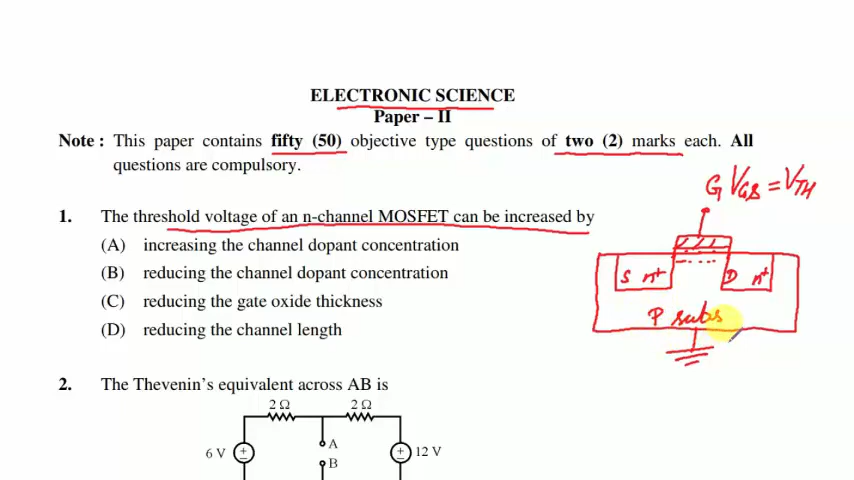 ELECTRONIC SCIENCE
Paper – II
Note : This paper contains fifty (50) objective type questions of two (2) marks each. All
questions are compulsory.
G VGS = VTH
1. The threshold voltage of an n-channel MOSFET can be increased by
(A) increasing the channel dopant concentration
(B) reducing the channel dopant concentration
S n+ D n+
(C) reducing the gate oxide thickness
P subs
(D) reducing the channel length
2. The Thevenin's equivalent across AB is
2 Ω 2 Ω
A
6 V + – + – 12 V
B